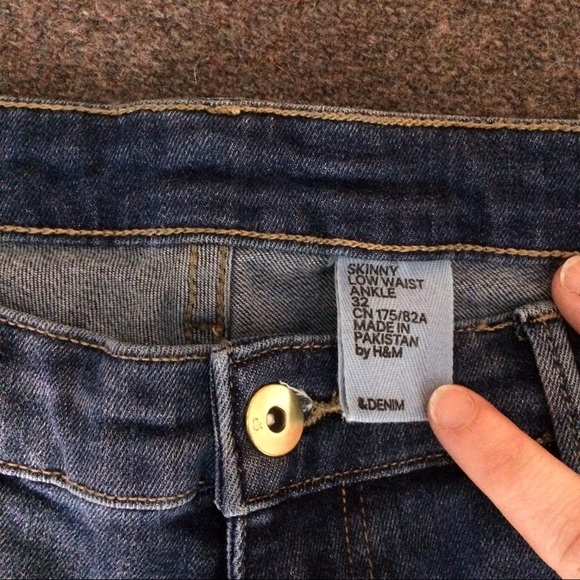 SKINNY
LOW WAIST
ANKLE
32
CN 175/82A
MADE IN
PAKISTAN
by H&M
&DENIM